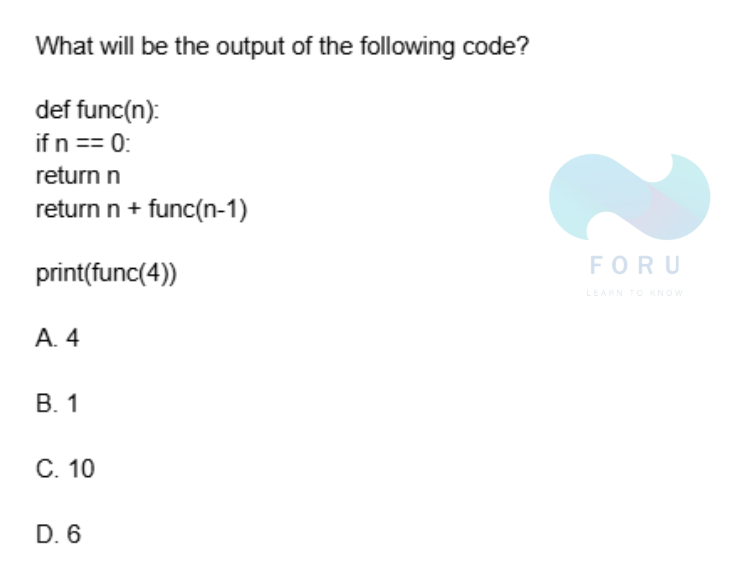 What will be the output of the following code?
def func(n):
if n == 0:
return n
return n + func(n-1)
print(func(4))
A. 4
B. 1
C. 10
D. 6
FORU
LEARN TO KNOW